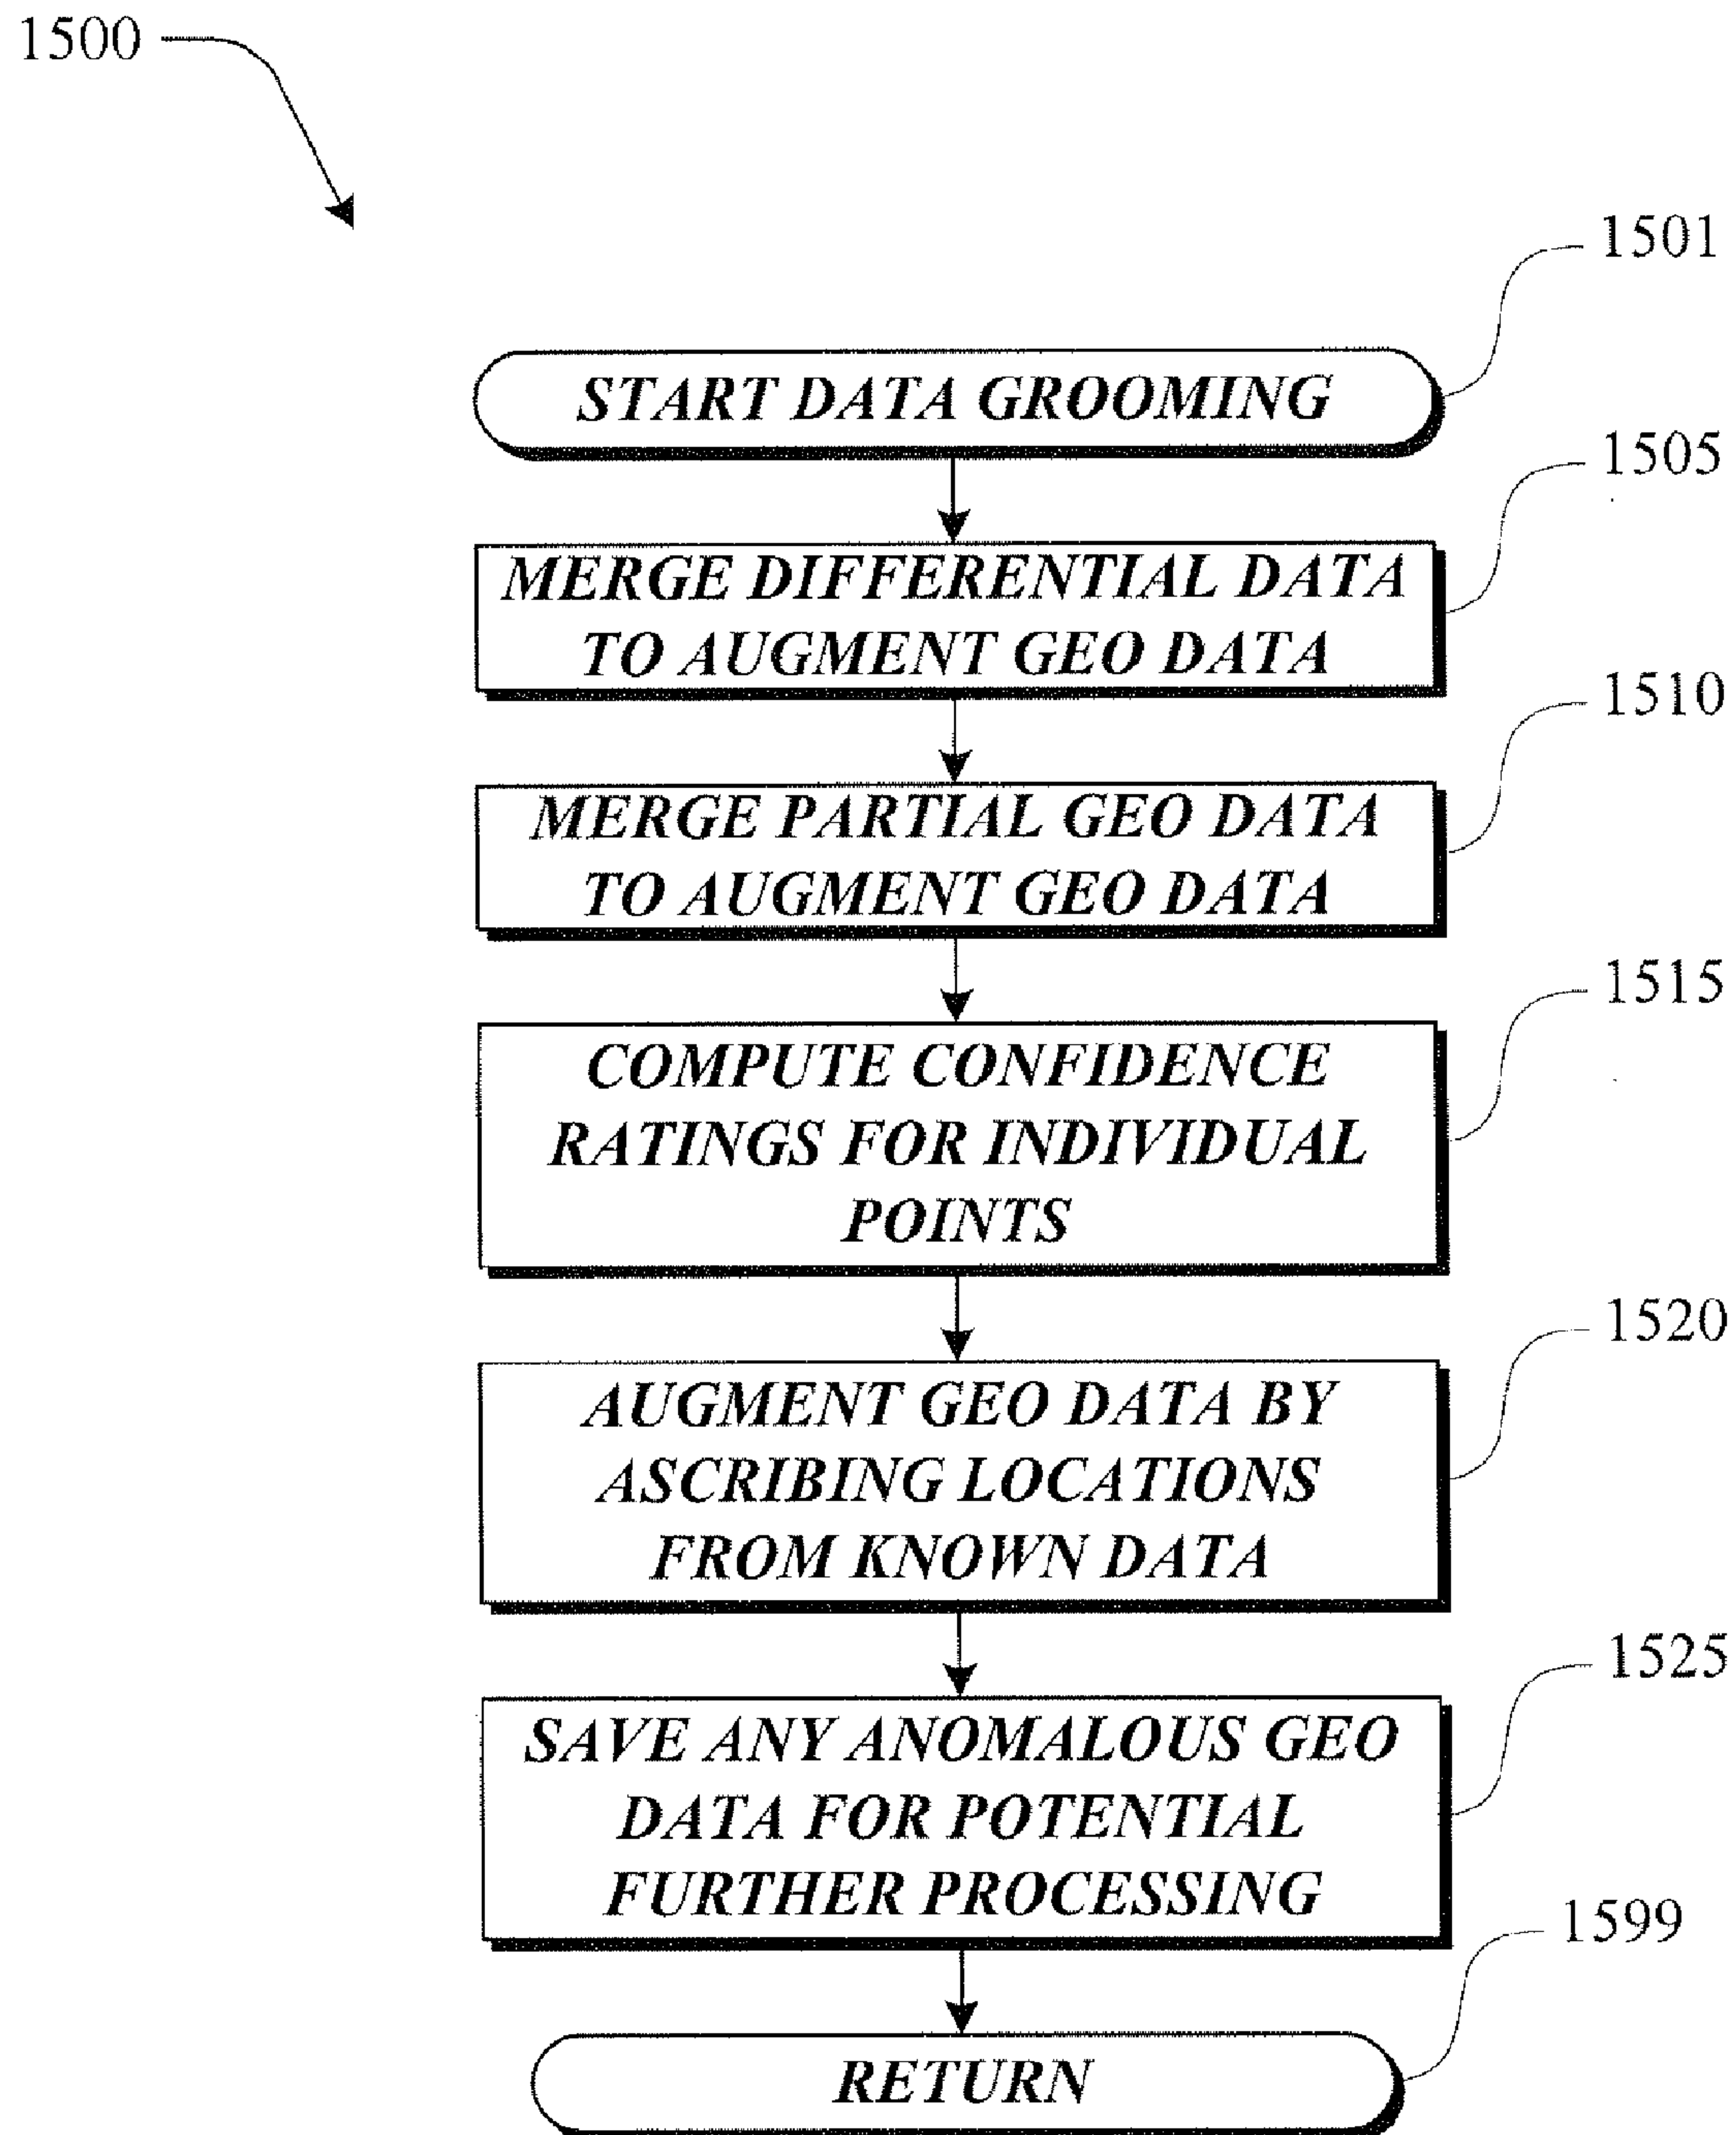 1500
1501
START DATA GROOMING
1505
MERGE DIFFERENTIAL DATA
TO AUGMENT GEO DATA
1510
MERGE PARTIAL GEO DATA
TO AUGMENT GEO DATA
1515
COMPUTE CONFIDENCE
RATINGS FOR INDIVIDUAL
POINTS
1520
AUGMENT GEO DATA BY
ASCRIBING LOCATIONS
FROM KNOWN DATA
1525
SAVE ANY ANOMALOUS GEO
DATA FOR POTENTIAL
FURTHER PROCESSING
1599
RETURN